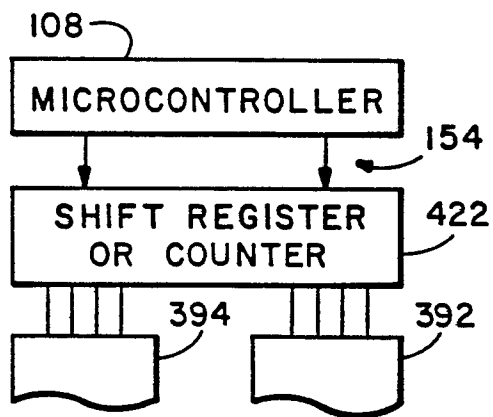 108
MICROCONTROLLER
154
SHIFT REGISTER
OR COUNTER
422
394
392